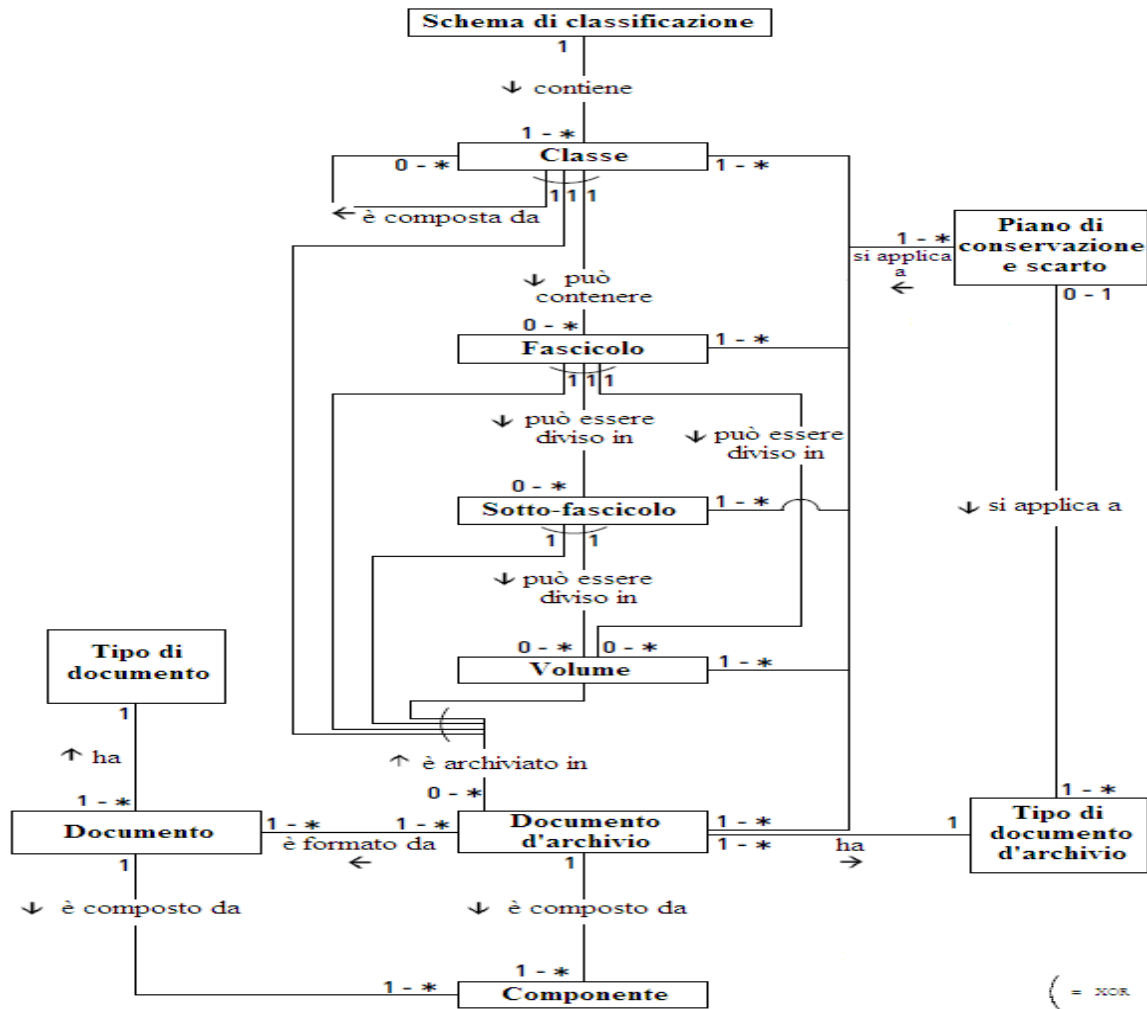 Schema di classificazione
1
↓ contiene
1 - *
0 - * Classe 1 - *
1 1 1
← è composta da
Piano di
conservazione
e scarto
1 - *
si applica
a
←
0 - 1
↓ può
contenere
0 - *
Fascicolo 1 - *
1 1 1
↓ può essere
diviso in
↓ può essere
diviso in
0 - *
Sotto-fascicolo 1 - *
1 1
↓ si applica a
↓ può essere
diviso in
0 - * 0 - *
Volume 1 - *
Tipo di
documento
1
↑ ha
1 - *
↑ è archiviato in
0 - *
Documento
1 - * 1 - *
è formato da
←
Documento
d'archivio
1 - *
1 - *
1
ha
→
1 - *
Tipo di
documento
d'archivio
1
↓ è composto da
1
↓ è composto da
1 - *
1 - *
Componente
( = XOR